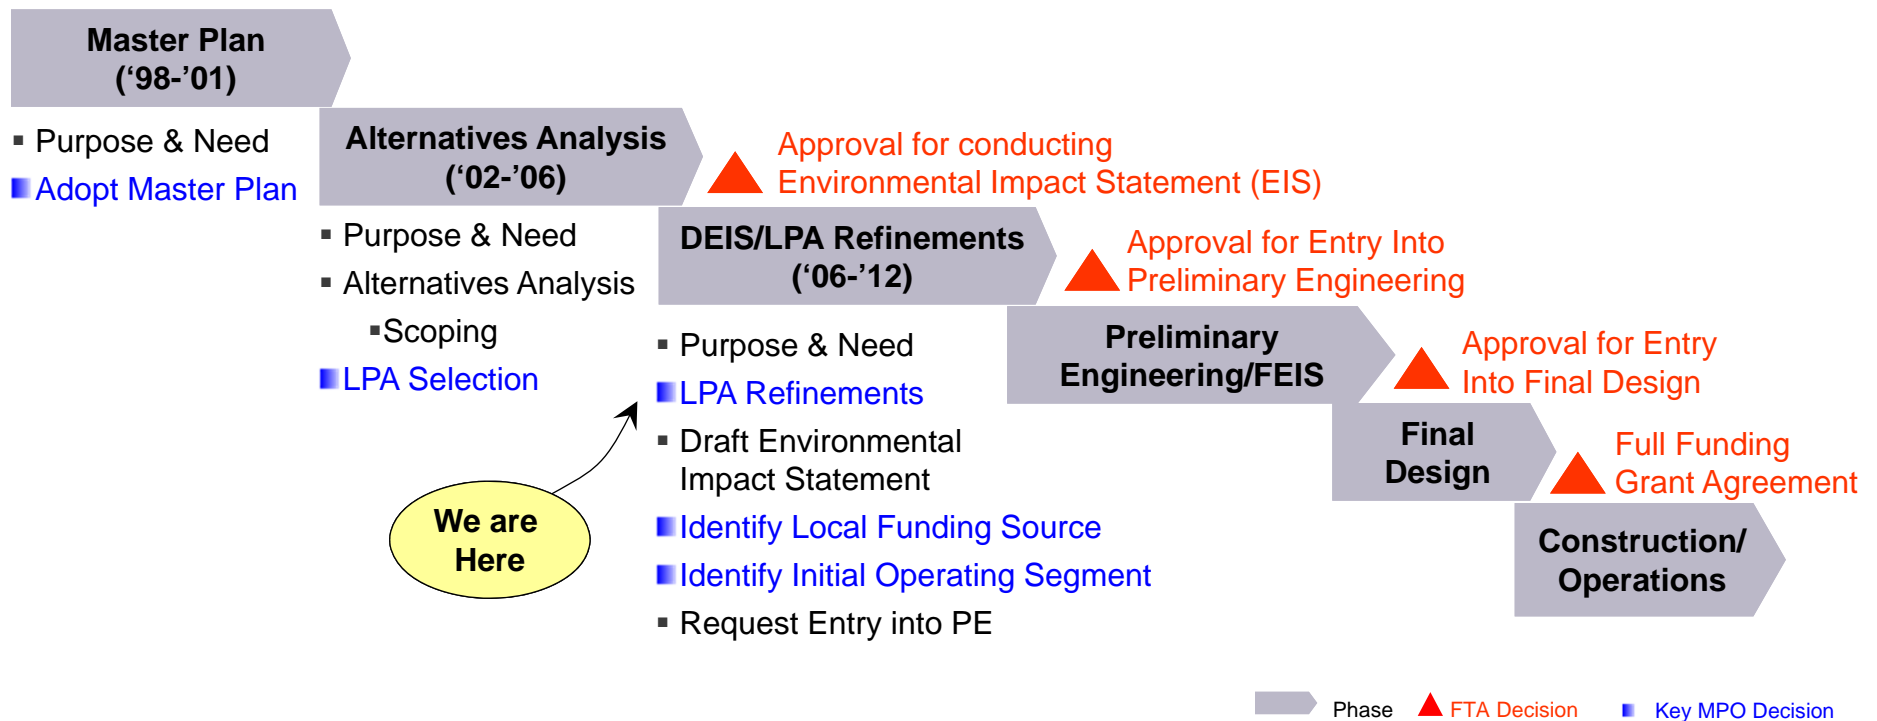 Master Plan
(‘98-’01)
▪ Purpose & Need
Adopt Master Plan
Alternatives Analysis
(‘02-’06)
▪ Purpose & Need
▪ Alternatives Analysis
▪Scoping
LPA Selection
Approval for conducting
Environmental Impact Statement (EIS)
DEIS/LPA Refinements
(‘06-’12)
▪ Purpose & Need
LPA Refinements
▪ Draft Environmental
Impact Statement
Identify Local Funding Source
Identify Initial Operating Segment
▪ Request Entry into PE
We are
Here
Approval for Entry Into
Preliminary Engineering
Preliminary
Engineering/FEIS
Approval for Entry
Into Final Design
Final
Design
Full Funding
Grant Agreement
Construction/
Operations
Phase
FTA Decision
Key MPO Decision